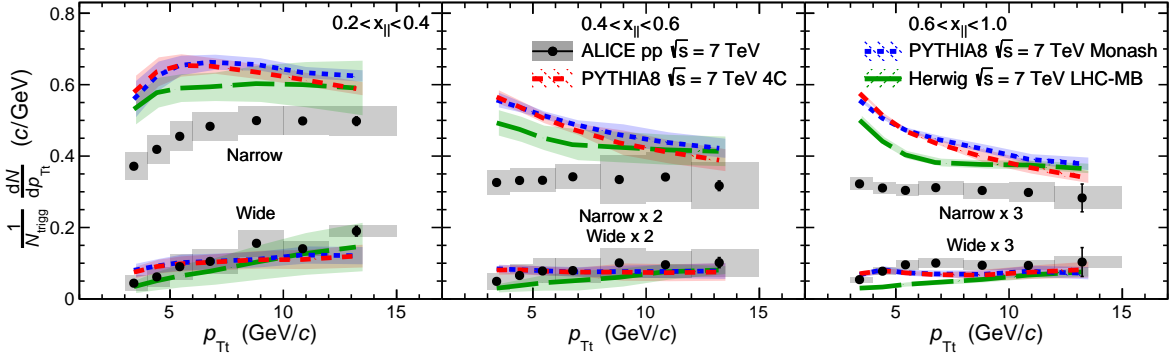 0.2<x||<0.4
0.4<x||<0.6
0.6<x||<1.0
ALICE pp √s = 7 TeV
PYTHIA8 √s = 7 TeV 4C
PYTHIA8 √s = 7 TeV Monash
Herwig √s = 7 TeV LHC-MB
1/Ntrigg dN/dpTt (c/GeV)
0.8
0.6
0.4
0.2
0
Narrow
Wide
Narrow x 2
Wide x 2
Narrow x 3
Wide x 3
5 10 15
5 10 15
5 10 15
pTt (GeV/c)
pTt (GeV/c)
pTt (GeV/c)